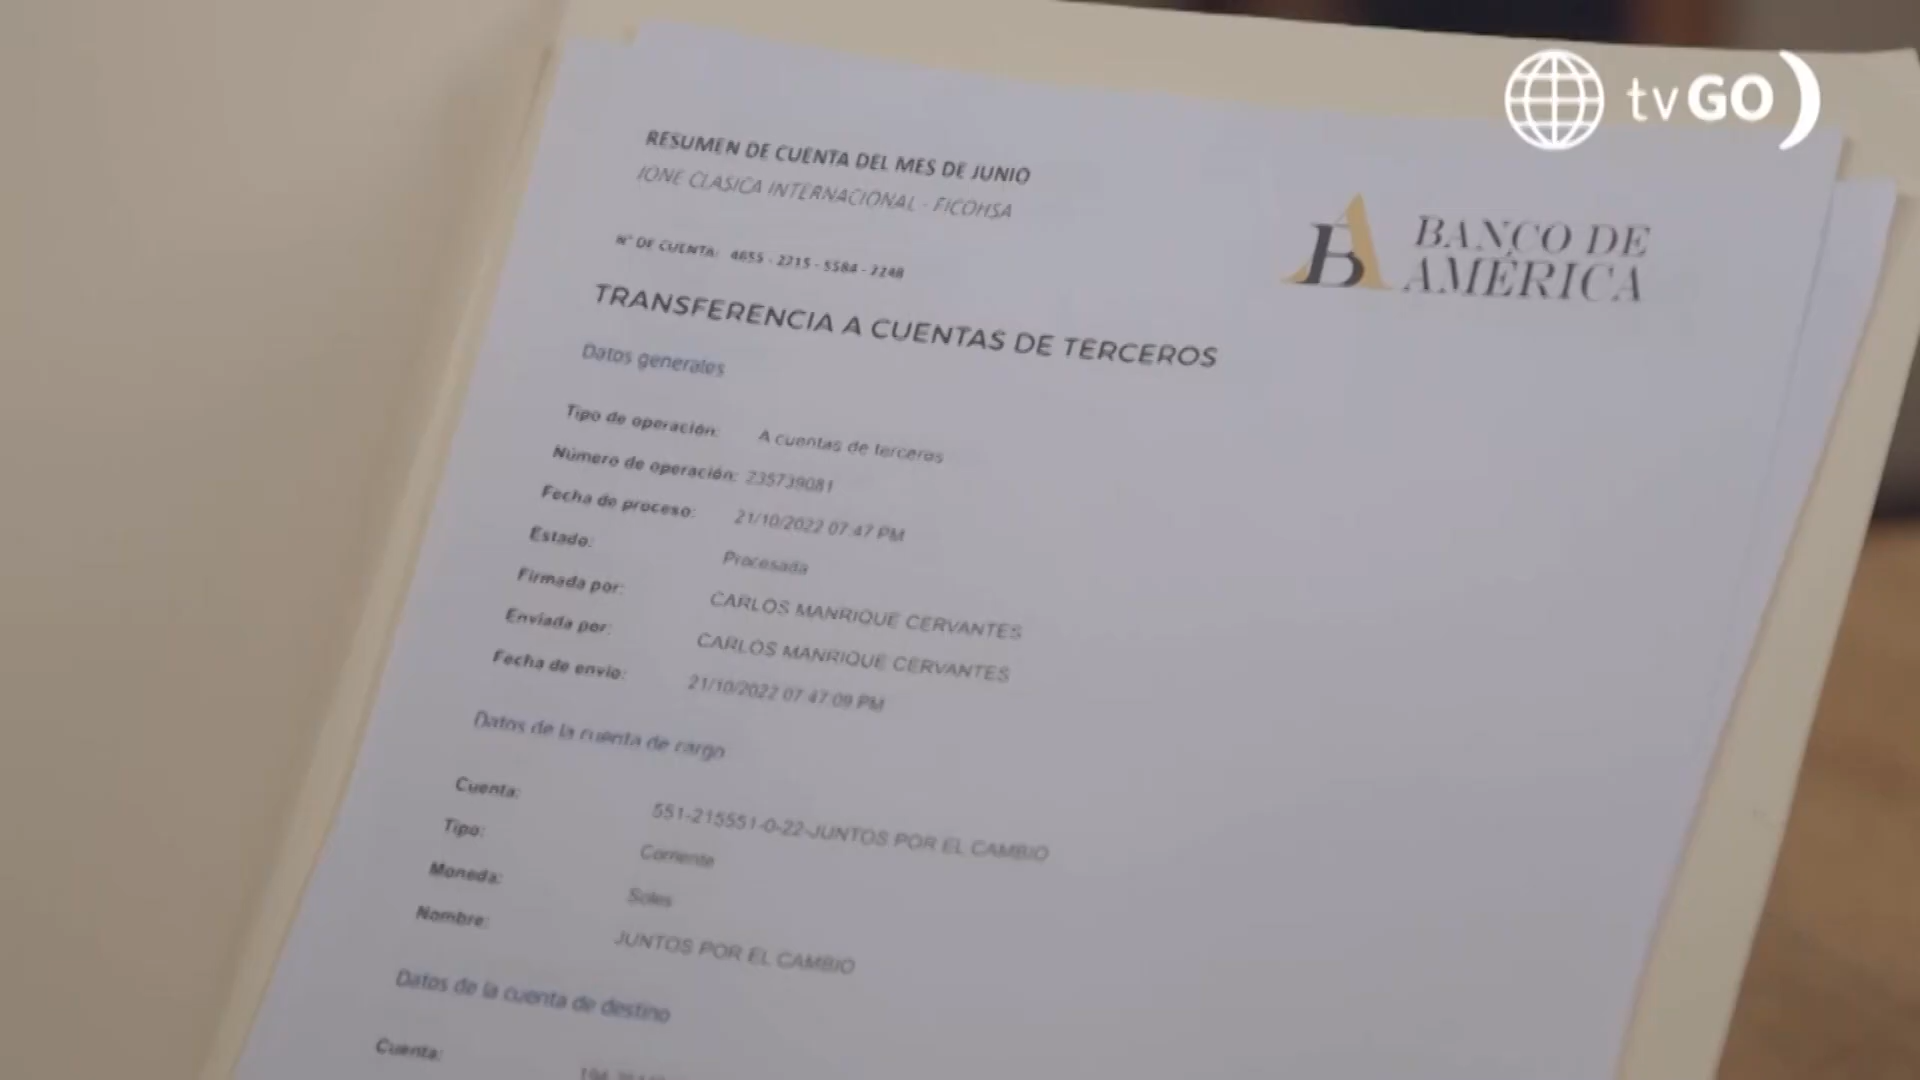 tvGO
RESUMEN DE CUENTA DEL MES DE JUNIO
IONE CLASICA INTERNACIONAL - FICOHSA
BANCO DE
AMÉRICA
N° DE CUENTA: 4655 - 2215 - 5584 - 2248
TRANSFERENCIA A CUENTAS DE TERCEROS
Datos generales
Tipo de operación: A cuentas de terceros
Número de operación: 235739081
Fecha de proceso: 21/10/2022 07:47 PM
Estado: Procesada
Firmada por: CARLOS MANRIQUE CERVANTES
Enviada por: CARLOS MANRIQUE CERVANTES
Fecha de envío: 21/10/2022 07:47:09 PM
Datos de la cuenta de cargo
Cuenta: 551-215551-0-22-JUNTOS POR EL CAMBIO
Tipo: Corriente
Moneda: Soles
Nombre: JUNTOS POR EL CAMBIO
Datos de la cuenta de destino
Cuenta: